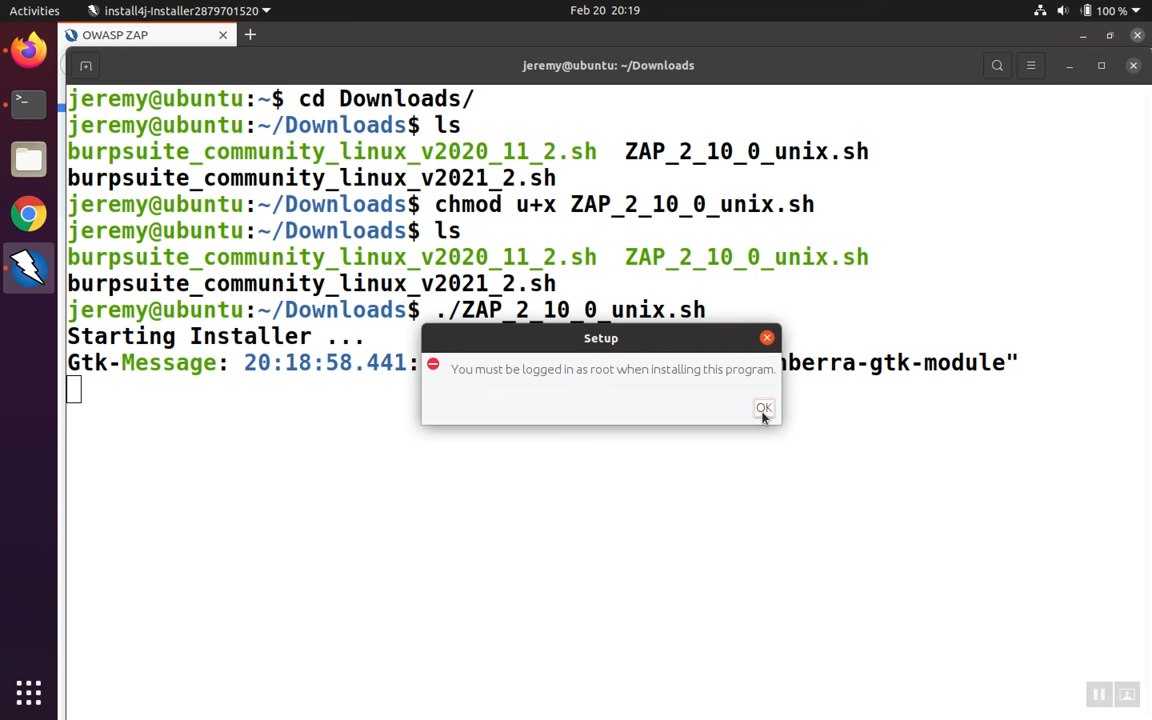 Activities install4j-Installer2879701520 Feb 20 20:19 100 %
OWASP ZAP
jeremy@ubuntu: ~/Downloads
jeremy@ubuntu:~$ cd Downloads/
jeremy@ubuntu:~/Downloads$ ls
burpsuite_community_linux_v2020_11_2.sh ZAP_2_10_0_unix.sh
burpsuite_community_linux_v2021_2.sh
jeremy@ubuntu:~/Downloads$ chmod u+x ZAP_2_10_0_unix.sh
jeremy@ubuntu:~/Downloads$ ls
burpsuite_community_linux_v2020_11_2.sh ZAP_2_10_0_unix.sh
burpsuite_community_linux_v2021_2.sh
jeremy@ubuntu:~/Downloads$ ./ZAP_2_10_0_unix.sh
Starting Installer ...
Gtk-Message: 20:18:58.441: nberra-gtk-module"
Setup
You must be logged in as root when installing this program.
OK